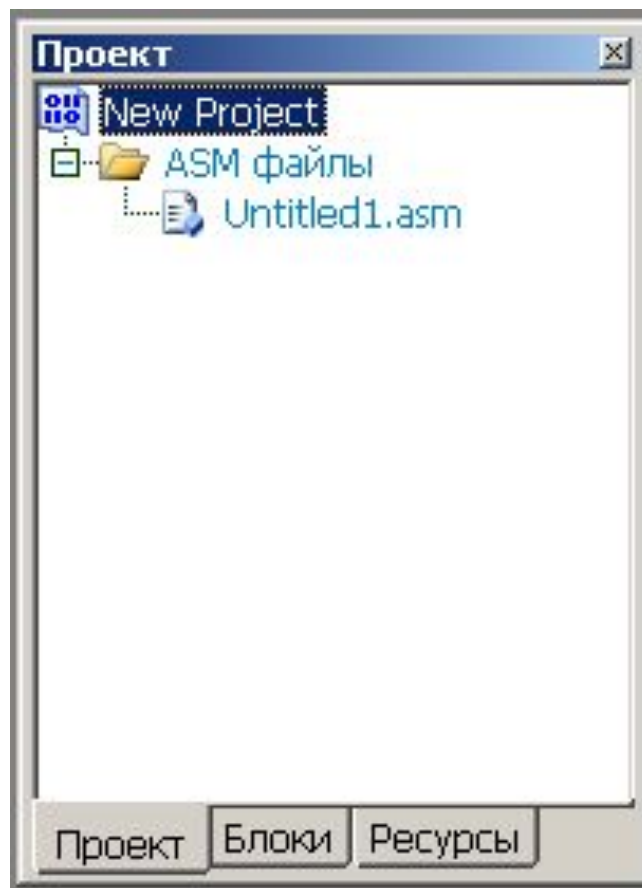 Проект
New Project
ASM файлы
Untitled1.asm
Проект Блоки Ресурсы